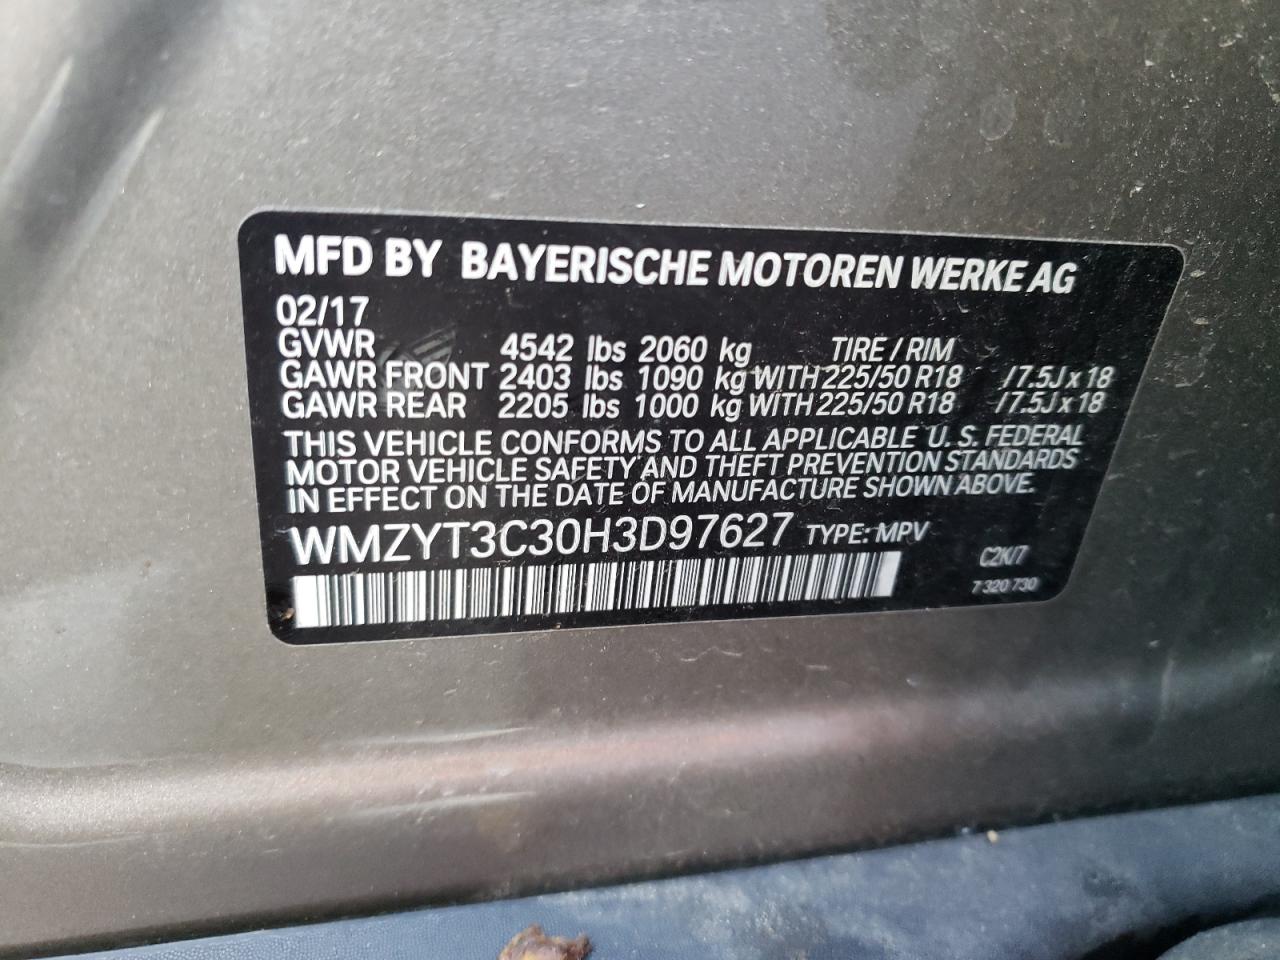 MFD BY BAYERISCHE MOTOREN WERKE AG
02/17
GVWR 4542 lbs 2060 kg TIRE / RIM
GAWR FRONT 2403 lbs 1090 kg WITH 225/50 R18 / 7.5J x 18
GAWR REAR 2205 lbs 1000 kg WITH 225/50 R18 / 7.5J x 18
THIS VEHICLE CONFORMS TO ALL APPLICABLE U. S. FEDERAL
MOTOR VEHICLE SAFETY AND THEFT PREVENTION STANDARDS
IN EFFECT ON THE DATE OF MANUFACTURE SHOWN ABOVE.
WMZYT3C30H3D97627 TYPE: MPV
C2K/7
7 320 730